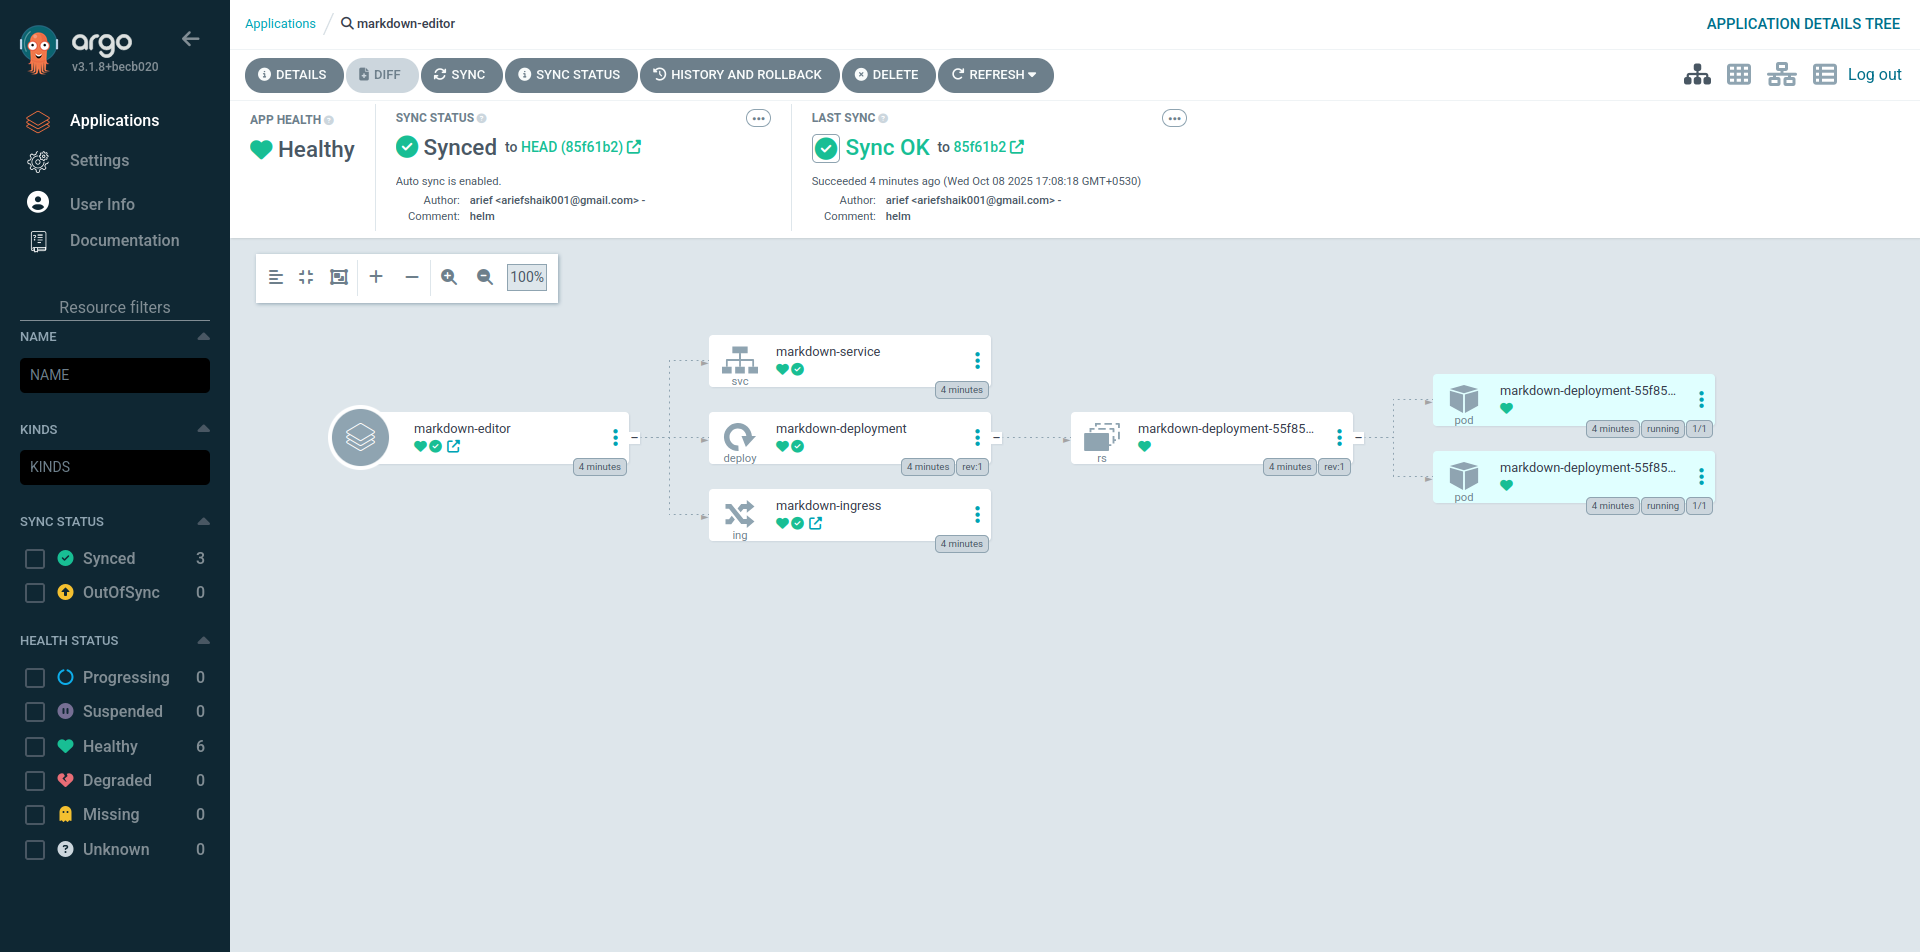 argo
v3.1.8+becb020
Applications
Settings
User Info
Documentation
Resource filters
NAME
NAME
KINDS
KINDS
SYNC STATUS
Synced 3
OutOfSync 0
HEALTH STATUS
Progressing 0
Suspended 0
Healthy 6
Degraded 0
Missing 0
Unknown 0
Applications / markdown-editor
APPLICATION DETAILS TREE
DETAILS DIFF SYNC SYNC STATUS HISTORY AND ROLLBACK DELETE REFRESH
Log out
APP HEALTH
Healthy
SYNC STATUS
Synced to HEAD (85f61b2)
Auto sync is enabled.
Author: arief <ariefshaik001@gmail.com> -
Comment: helm
LAST SYNC
Sync OK to 85f61b2
Succeeded 4 minutes ago (Wed Oct 08 2025 17:08:18 GMT+0530)
Author: arief <ariefshaik001@gmail.com> -
Comment: helm
100%
markdown-editor
4 minutes
markdown-service
svc
4 minutes
markdown-deployment
deploy
4 minutes rev:1
markdown-ingress
ing
4 minutes
markdown-deployment-55f85...
rs
4 minutes rev:1
markdown-deployment-55f85...
pod
4 minutes running 1/1
markdown-deployment-55f85...
pod
4 minutes running 1/1